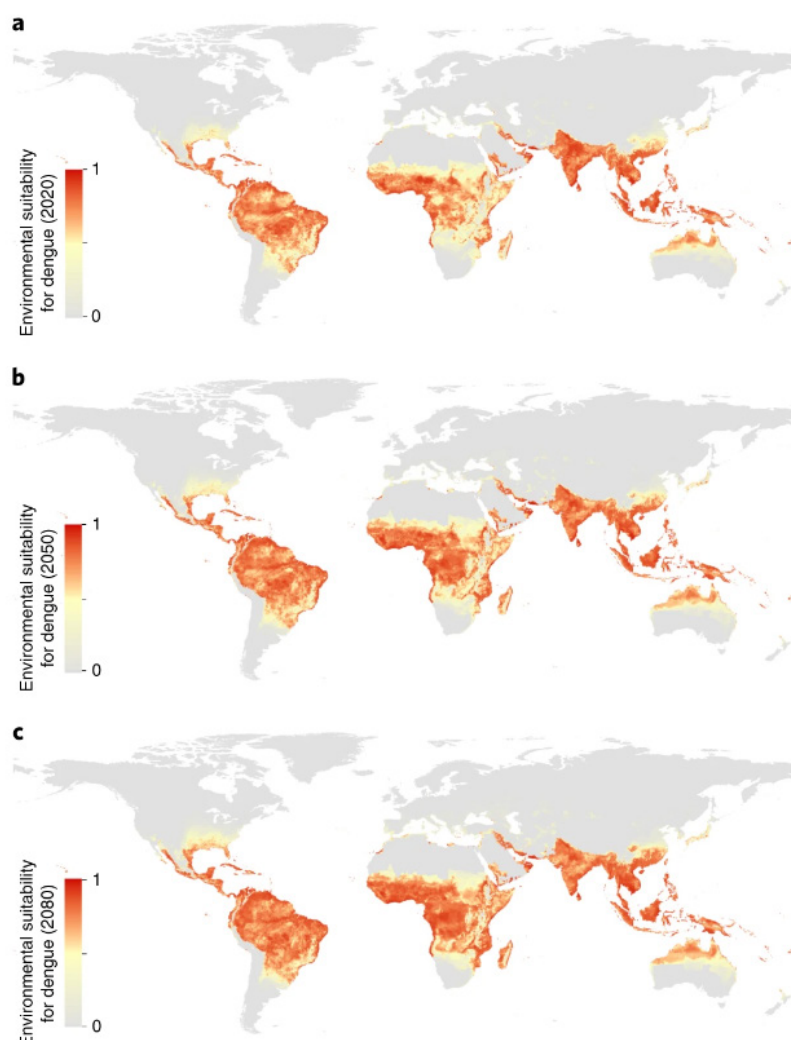 a
Environmental suitability
for dengue (2020)
1
0
b
Environmental suitability
for dengue (2050)
1
0
c
Environmental suitability
for dengue (2080)
1
0